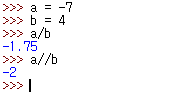 >>> a = -7
>>> b = 4
>>> a/b
-1.75
>>> a//b
-2
>>>